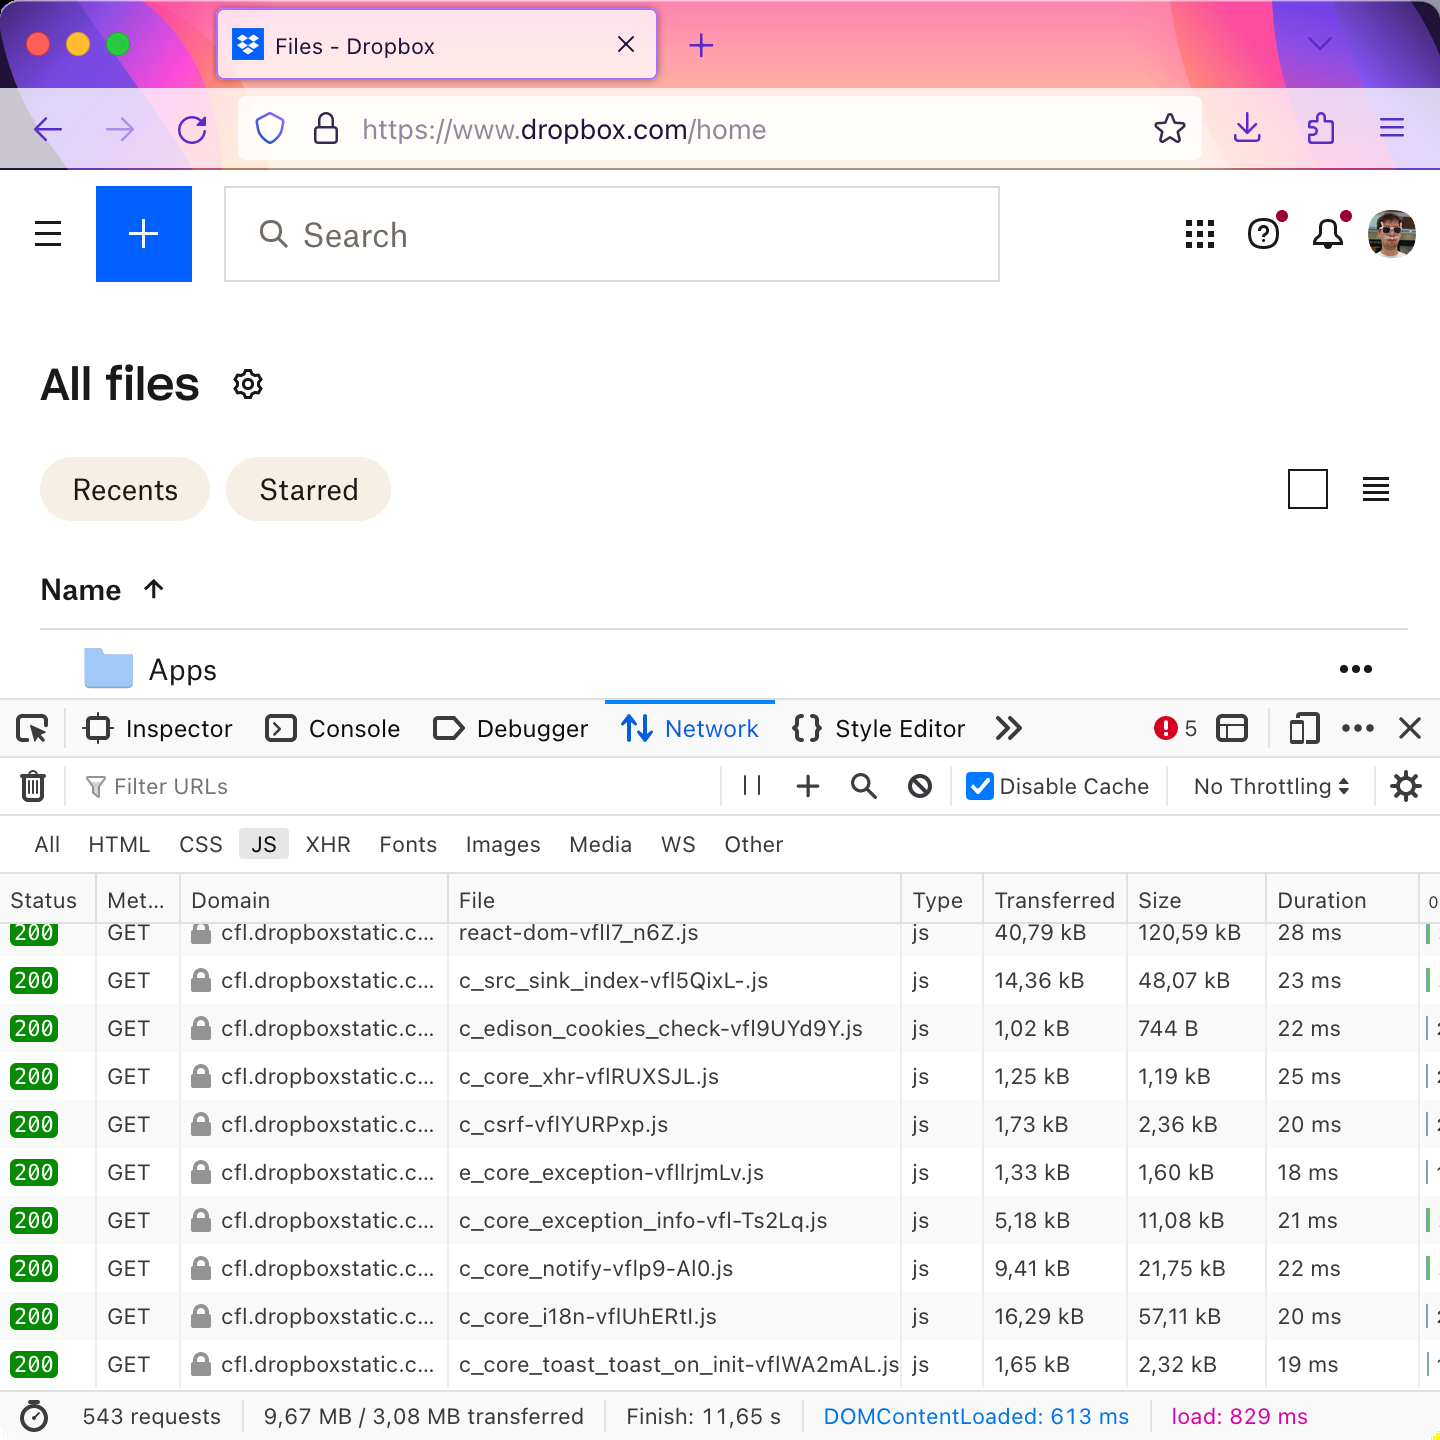 Files - Dropbox
https://www.dropbox.com/home
Search
All files
Recents Starred
Name
Apps
Inspector Console Debugger Network Style Editor 5
Filter URLs Disable Cache No Throttling
All HTML CSS JS XHR Fonts Images Media WS Other
Status Met... Domain File Type Transferred Size Duration 0
200 GET cfl.dropboxstatic.c... react-dom-vflI7_n6Z.js js 40,79 kB 120,59 kB 28 ms
200 GET cfl.dropboxstatic.c... c_src_sink_index-vfl5QixL-.js js 14,36 kB 48,07 kB 23 ms
200 GET cfl.dropboxstatic.c... c_edison_cookies_check-vfl9UYd9Y.js js 1,02 kB 744 B 22 ms
200 GET cfl.dropboxstatic.c... c_core_xhr-vflRUXSJL.js js 1,25 kB 1,19 kB 25 ms
200 GET cfl.dropboxstatic.c... c_csrf-vflYURPxp.js js 1,73 kB 2,36 kB 20 ms
200 GET cfl.dropboxstatic.c... e_core_exception-vfllrjmLv.js js 1,33 kB 1,60 kB 18 ms
200 GET cfl.dropboxstatic.c... c_core_exception_info-vfl-Ts2Lq.js js 5,18 kB 11,08 kB 21 ms
200 GET cfl.dropboxstatic.c... c_core_notify-vflp9-Al0.js js 9,41 kB 21,75 kB 22 ms
200 GET cfl.dropboxstatic.c... c_core_i18n-vflUhERtI.js js 16,29 kB 57,11 kB 20 ms
200 GET cfl.dropboxstatic.c... c_core_toast_toast_on_init-vflWA2mAL.js js 1,65 kB 2,32 kB 19 ms
543 requests 9,67 MB / 3,08 MB transferred Finish: 11,65 s DOMContentLoaded: 613 ms load: 829 ms